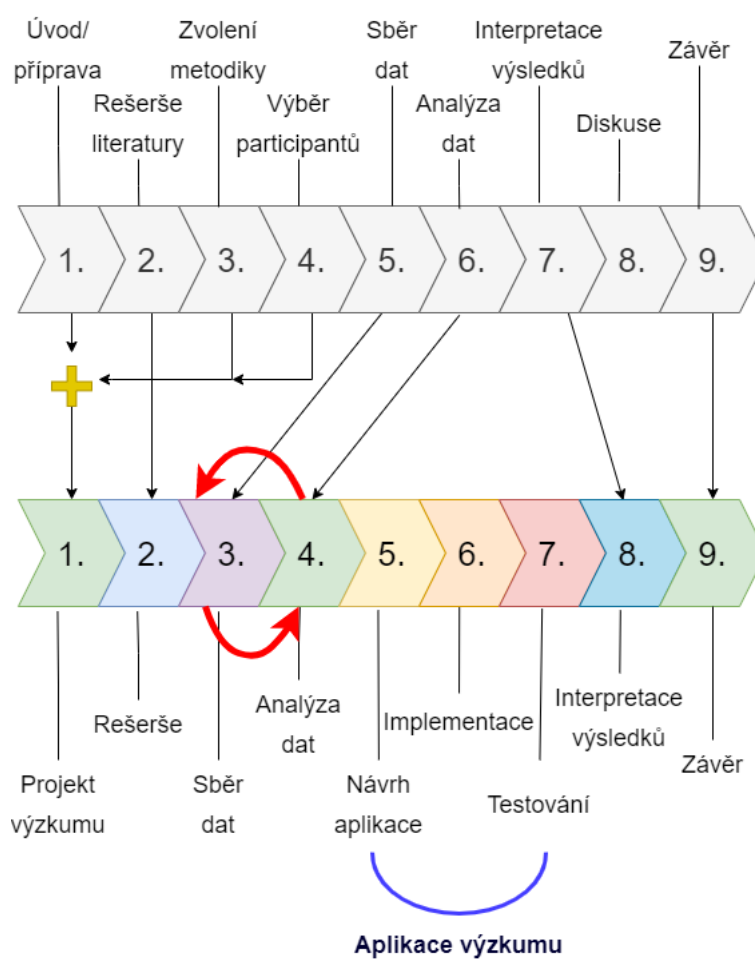 Úvod/
příprava
Rešerše
literatury
Zvolení
metodiky
Výběr
participantů
Sběr
dat
Analýza
dat
Interpretace
výsledků
Diskuse
Závěr
1. 2. 3. 4. 5. 6. 7. 8. 9.
1. 2. 3. 4. 5. 6. 7. 8. 9.
Projekt
výzkumu
Rešerše
Sběr
dat
Analýza
dat
Návrh
aplikace
Implementace
Testování
Interpretace
výsledků
Závěr
Aplikace výzkumu